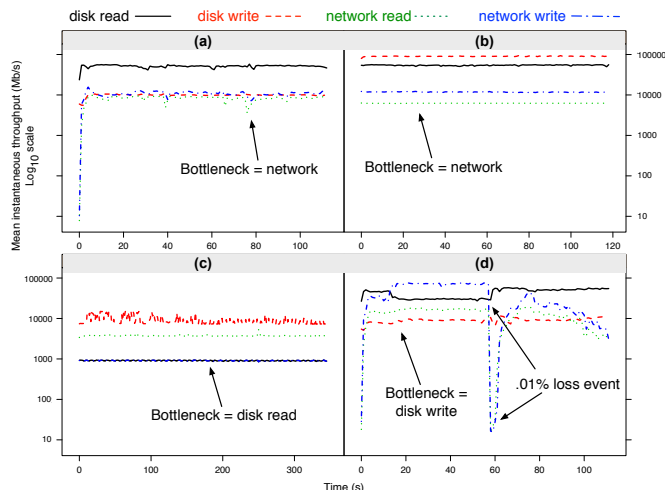 disk read disk write network read network write
(a) (b)
Mean instantaneous throughput (Mb/s)
Log10 scale
100000
10000
1000
100
10
Bottleneck = network
Bottleneck = network
0 20 40 60 80 100
0 20 40 60 80 100 120
(c) (d)
100000
10000
1000
100
10
Bottleneck = disk read
Bottleneck =
disk write
.01% loss event
0 100 200 300
0 20 40 60 80 100
Time (s)